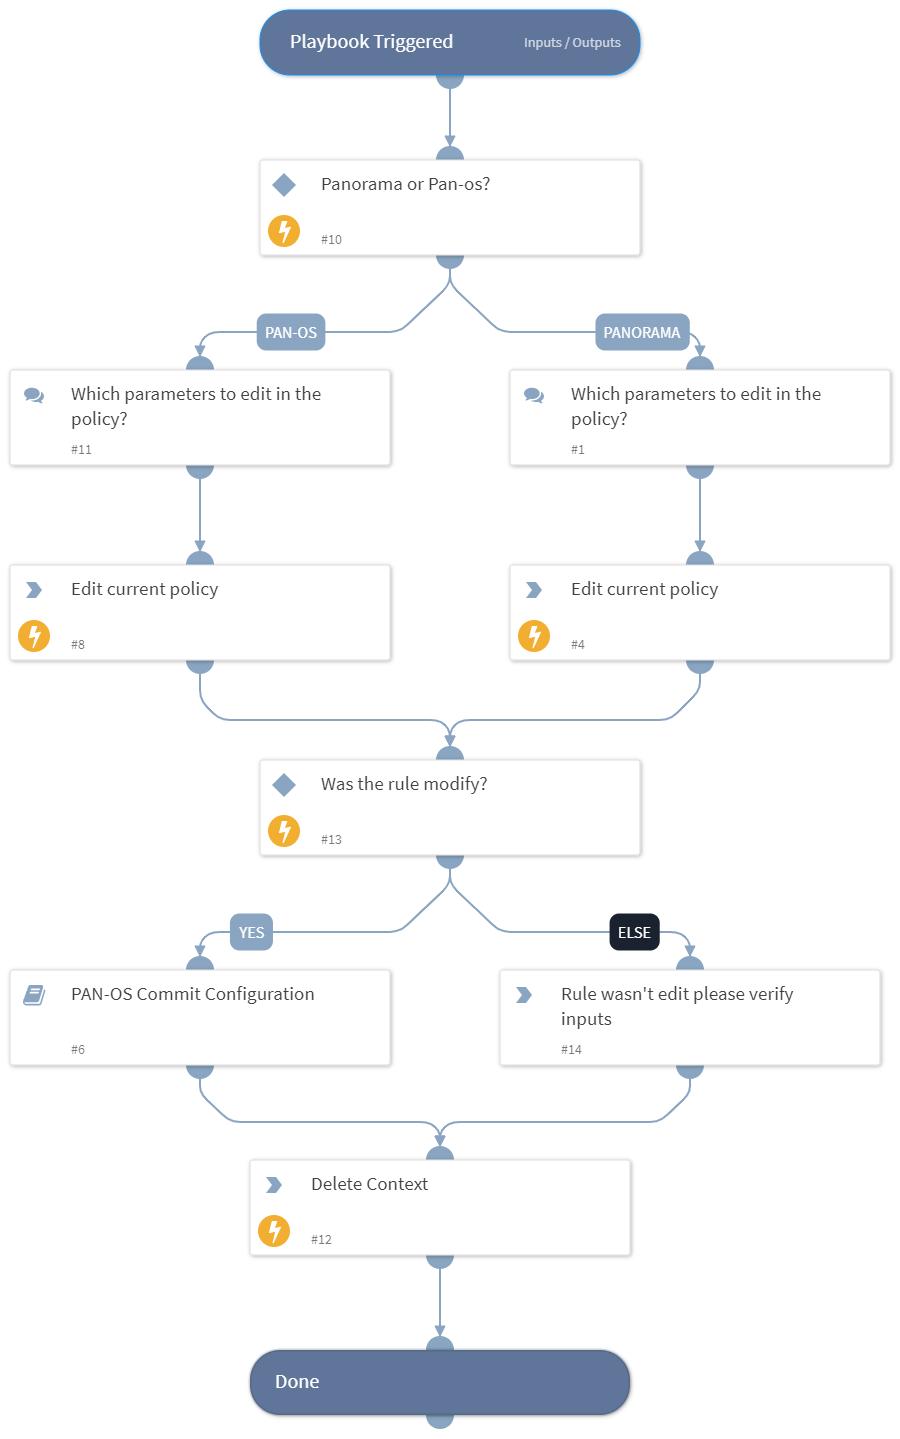 Playbook Triggered
Inputs / Outputs
Panorama or Pan-os?
#10
PAN-OS
PANORAMA
Which parameters to edit in the
policy?
#11
Which parameters to edit in the
policy?
#1
Edit current policy
#8
Edit current policy
#4
Was the rule modify?
#13
YES
ELSE
PAN-OS Commit Configuration
#6
Rule wasn't edit please verify
inputs
#14
Delete Context
#12
Done